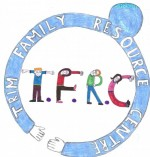 TRIM FAMILY RESOURCE CENTRE
T.F.R.C